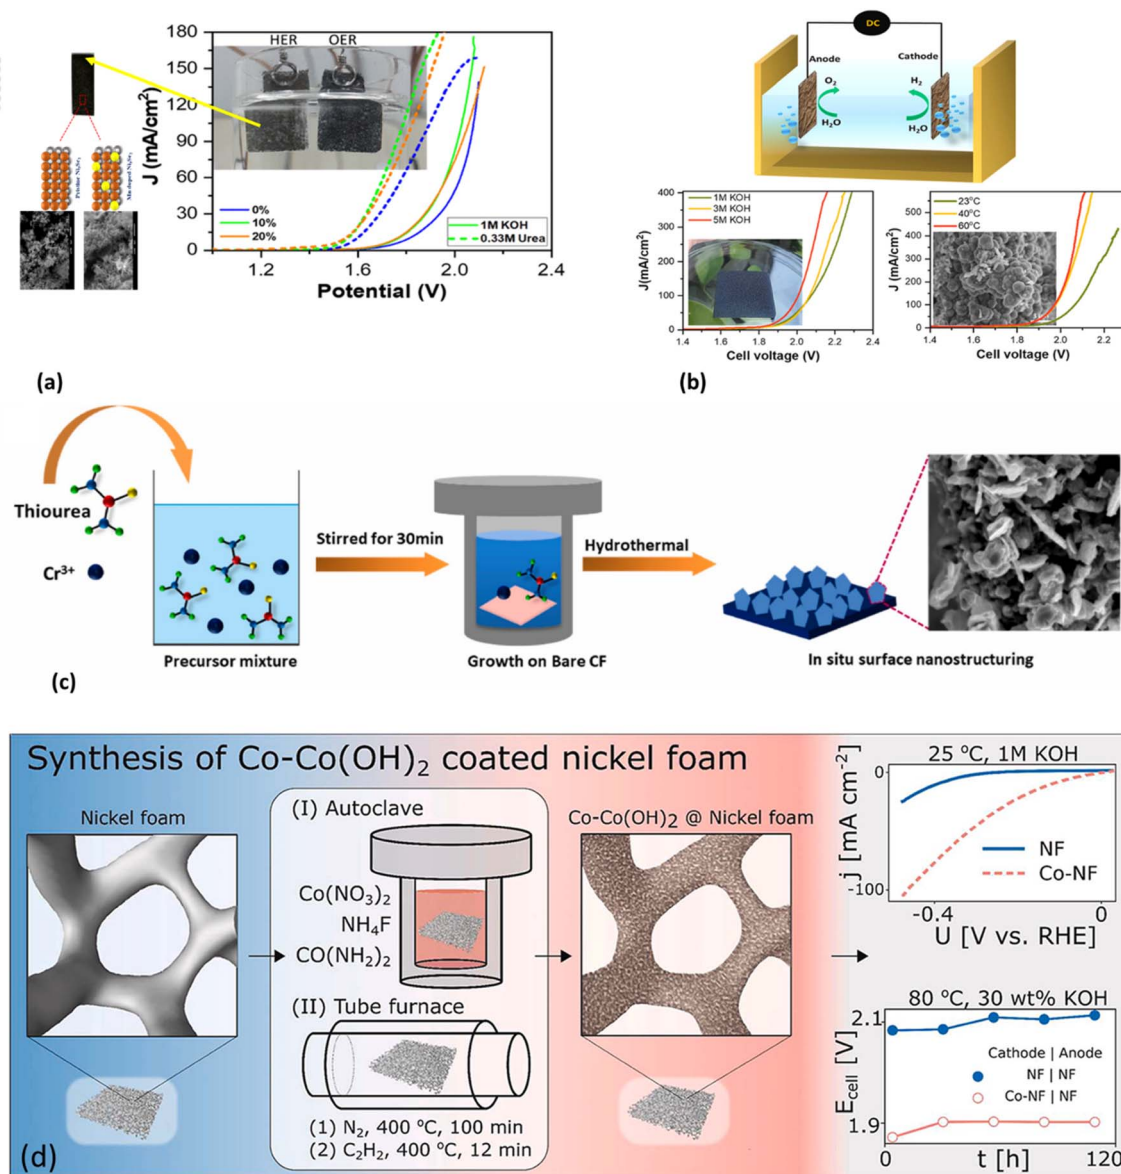 180
150
120
90
60
30
0
J (mA/cm²)
HER
OER
0%
10%
20%
1M KOH
0.33M Urea
1.2
1.6
2.0
2.4
Potential (V)
Pristine Ni₃Se₂
Mn doped Ni₃Se₂
(a)
DC
Anode
Cathode
O₂
H₂
H₂O
H₂O
J(mA/cm²)
400
300
200
100
0
1M KOH
3M KOH
5M KOH
1.4
1.6
1.8
2.0
2.2
2.4
Cell voltage (V)
J (mA/cm²)
500
400
300
200
100
0
23°C
40°C
60°C
1.4
1.6
1.8
2.0
2.2
Cell voltage (V)
(b)
Thiourea
Cr³⁺
Precursor mixture
Stirred for 30min
Growth on Bare CF
Hydrothermal
In situ surface nanostructuring
(c)
Synthesis of Co-Co(OH)₂ coated nickel foam
Nickel foam
(I) Autoclave
Co(NO₃)₂
NH₄F
CO(NH₂)₂
(II) Tube furnace
(1) N₂, 400 °C, 100 min
(2) C₂H₂, 400 °C, 12 min
Co-Co(OH)₂ @ Nickel foam
25 °C, 1M KOH
j [mA cm⁻²]
0
-100
NF
Co-NF
-0.4
0
U [V vs. RHE]
80 °C, 30 wt% KOH
E_cell [V]
2.1
1.9
Cathode | Anode
NF | NF
Co-NF | NF
0
t [h]
120
(d)